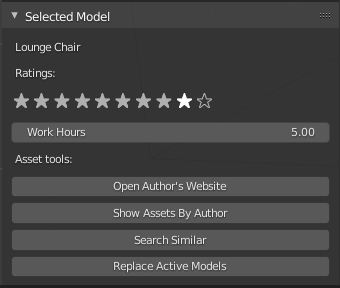 Selected Model
Lounge Chair
Ratings:
Work Hours 5.00
Asset tools:
Open Author's Website
Show Assets By Author
Search Similar
Replace Active Models